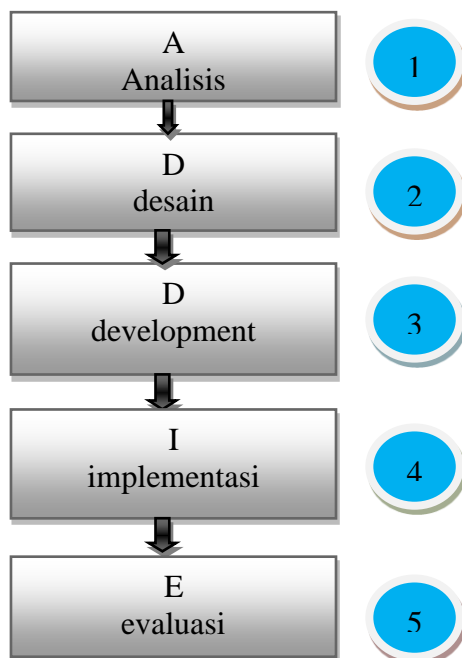 A
Analisis
1
D
desain
2
D
development
3
I
implementasi
4
E
evaluasi
5